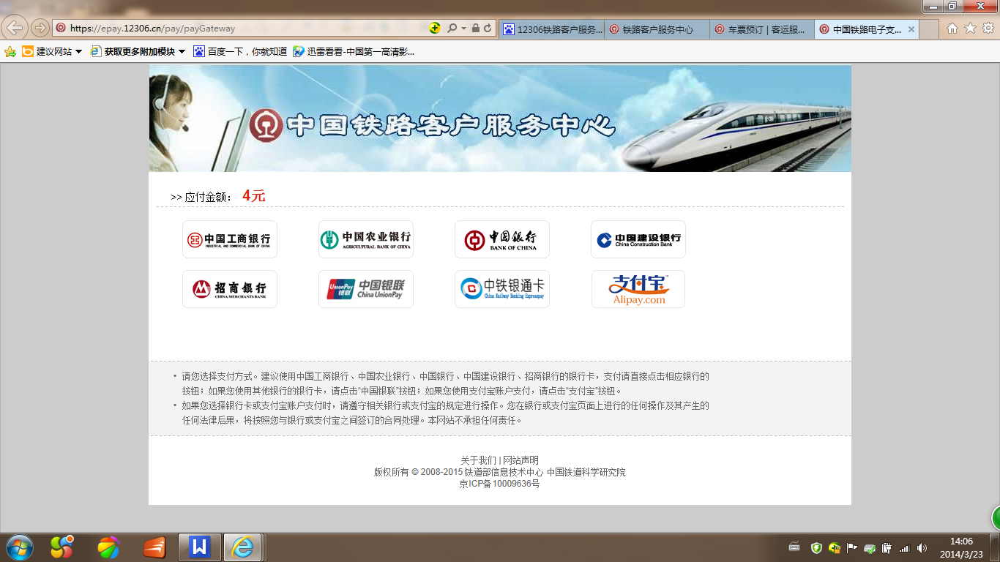 https://epay.12306.cn/pay/payGateway
12306铁路客户服务...
铁路客户服务中心
车票预订 | 客运服...
中国铁路电子支...
建议网站
获取更多附加模块
百度一下，你就知道
迅雷看看-中国第一高清影...
中国铁路客户服务中心
>> 应付金额： 4元
中国工商银行
INDUSTRIAL AND COMMERCIAL BANK OF CHINA
中国农业银行
AGRICULTURAL BANK OF CHINA
中国银行
BANK OF CHINA
中国建设银行
China Construction Bank
招商银行
CHINA MERCHANTS BANK
UnionPay
银联
中国银联
China UnionPay
中铁银通卡
China Railway Banking Expresspay
支付宝™
Alipay.com
• 请您选择支付方式。建议使用中国工商银行、中国农业银行、中国银行、中国建设银行、招商银行的银行卡，支付请直接点击相应银行的
按钮；如果您使用其他银行的银行卡，请点击“中国银联”按钮；如果您使用支付宝账户支付，请点击“支付宝”按钮。
• 如果您选择银行卡或支付宝账户支付时，请遵守相关银行或支付宝的规定进行操作。您在银行或支付宝页面上进行的任何操作及其产生的
任何法律后果，将按照您与银行或支付宝之间签订的合同处理。本网站不承担任何责任。
关于我们 | 网站声明
版权所有 © 2008-2015 铁道部信息技术中心 中国铁道科学研究院
京ICP备10009636号
W
14:06
2014/3/23